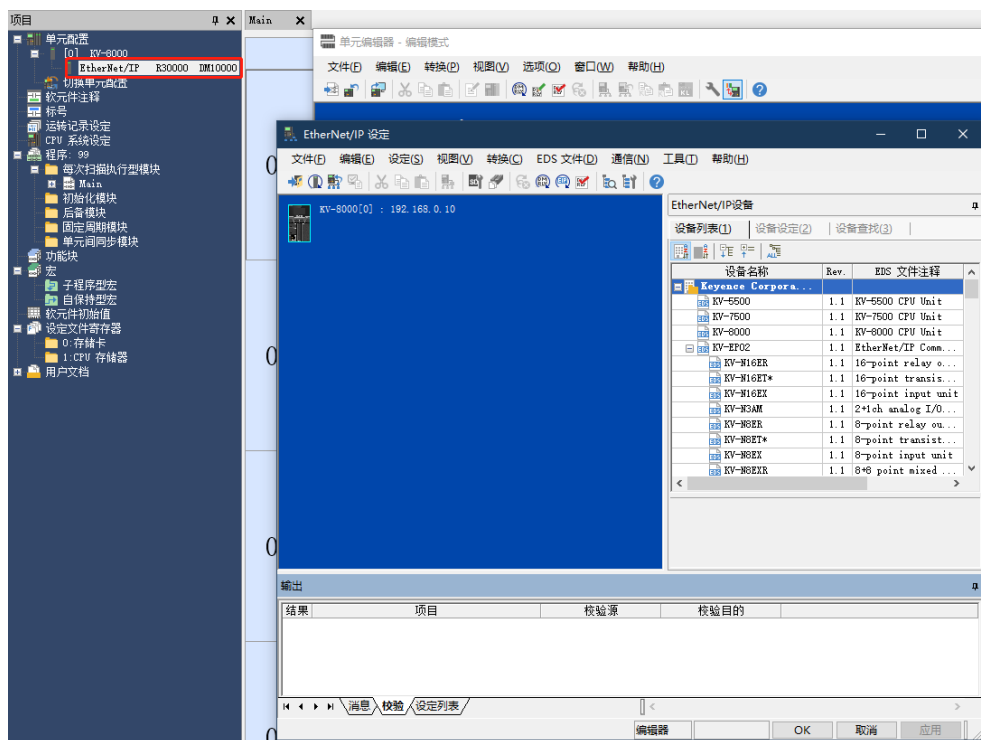 项目
单元配置
[0] KV-8000
EtherNet/IP R30000 DM10000
切换单元配置
软元件注释
标号
运转记录设定
CPU 系统设定
程序: 99
每次扫描执行型模块
Main
初始化模块
后备模块
固定周期模块
单元间同步模块
功能块
宏
子程序型宏
自保持型宏
软元件初始值
设定文件寄存器
0:存储卡
1:CPU 存储器
用户文档
Main
单元编辑器 - 编辑模式
文件(F) 编辑(E) 转换(P) 视图(V) 选项(O) 窗口(W) 帮助(H)
EtherNet/IP 设定
文件(F) 编辑(E) 设定(S) 视图(V) 转换(C) EDS 文件(D) 通信(N) 工具(T) 帮助(H)
KV-8000[0] : 192.168.0.10
EtherNet/IP设备
设备列表(1) 设备设定(2) 设备查找(3)
设备名称 Rev. EDS 文件注释
Keyence Corpora...
KV-5500 1.1 KV-5500 CPU Unit
KV-7500 1.1 KV-7500 CPU Unit
KV-8000 1.1 KV-8000 CPU Unit
KV-EP02 1.1 EtherNet/IP Comm...
KV-N16ER 1.1 16-point relay o...
KV-N16ET* 1.1 16-point transis...
KV-N16EX 1.1 16-point input unit
KV-N3AM 1.1 2+1ch analog I/O...
KV-N8ER 1.1 8-point relay ou...
KV-N8ET* 1.1 8-point transist...
KV-N8EX 1.1 8-point input unit
KV-N8EXR 1.1 8+8 point mixed ...
输出
结果 项目 校验源 校验目的
消息 校验 设定列表
编辑器 OK 取消 应用